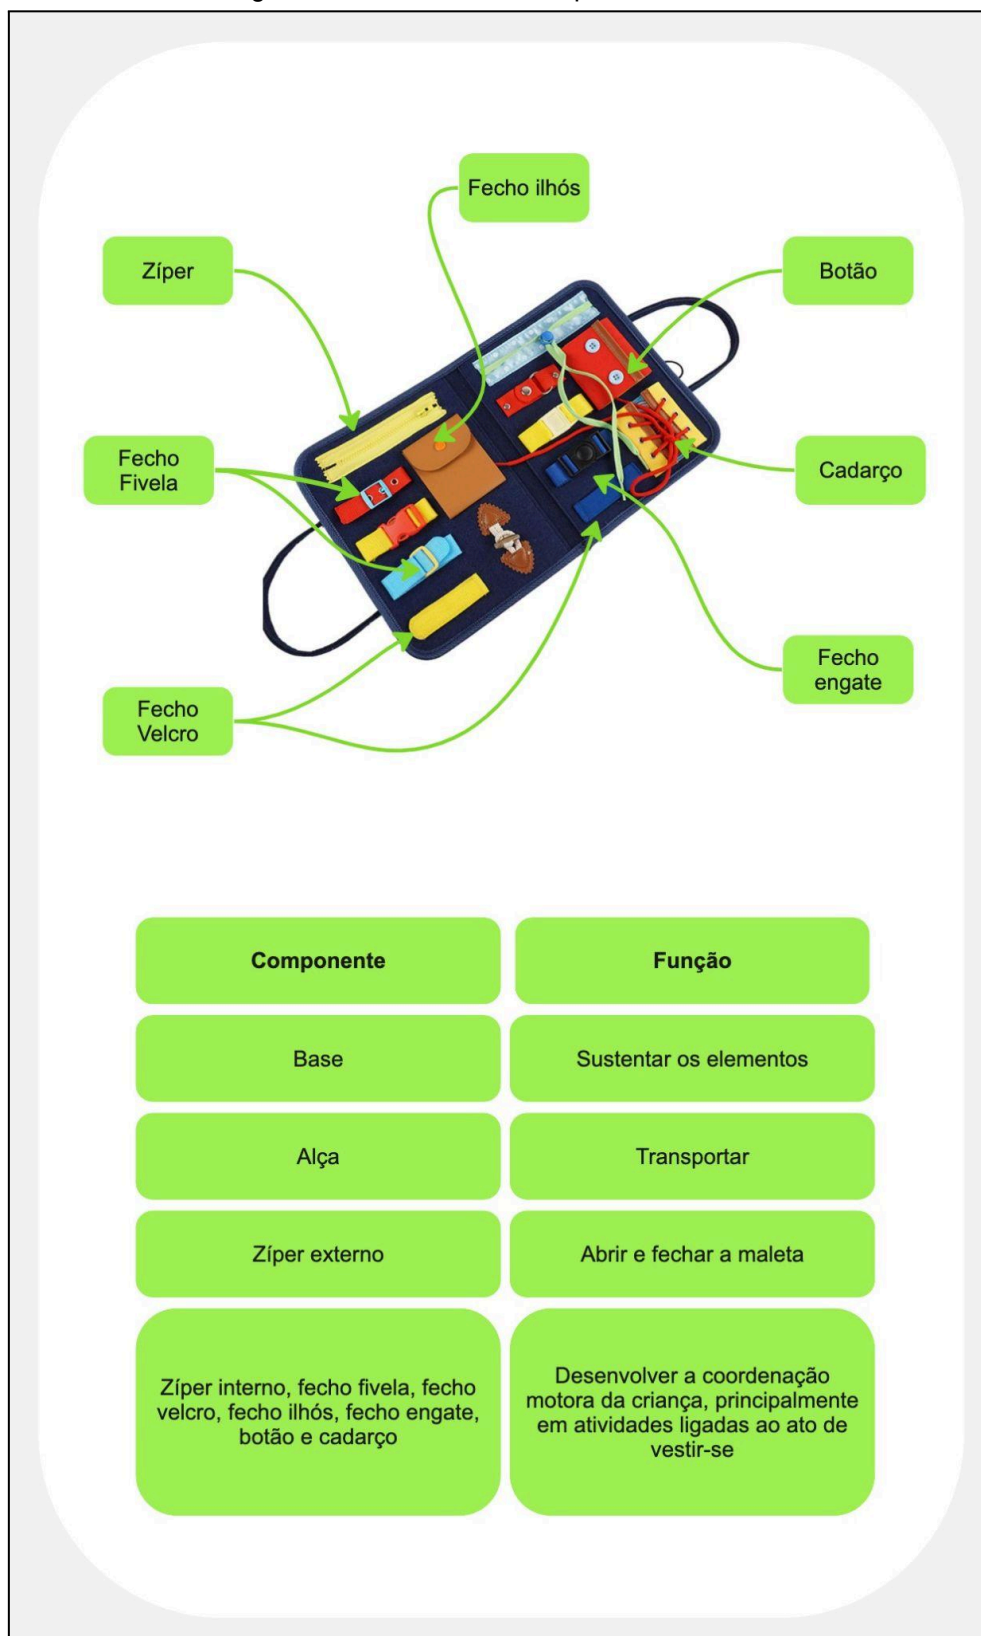 Fecho ilhós
Zíper
Botão
Fecho
Fivela
Cadarço
Fecho
engate
Fecho
Velcro
Componente
Função
Base
Sustentar os elementos
Alça
Transportar
Zíper externo
Abrir e fechar a maleta
Zíper interno, fecho fivela, fecho
velcro, fecho ilhós, fecho engate,
botão e cadarço
Desenvolver a coordenação
motora da criança, principalmente
em atividades ligadas ao ato de
vestir-se